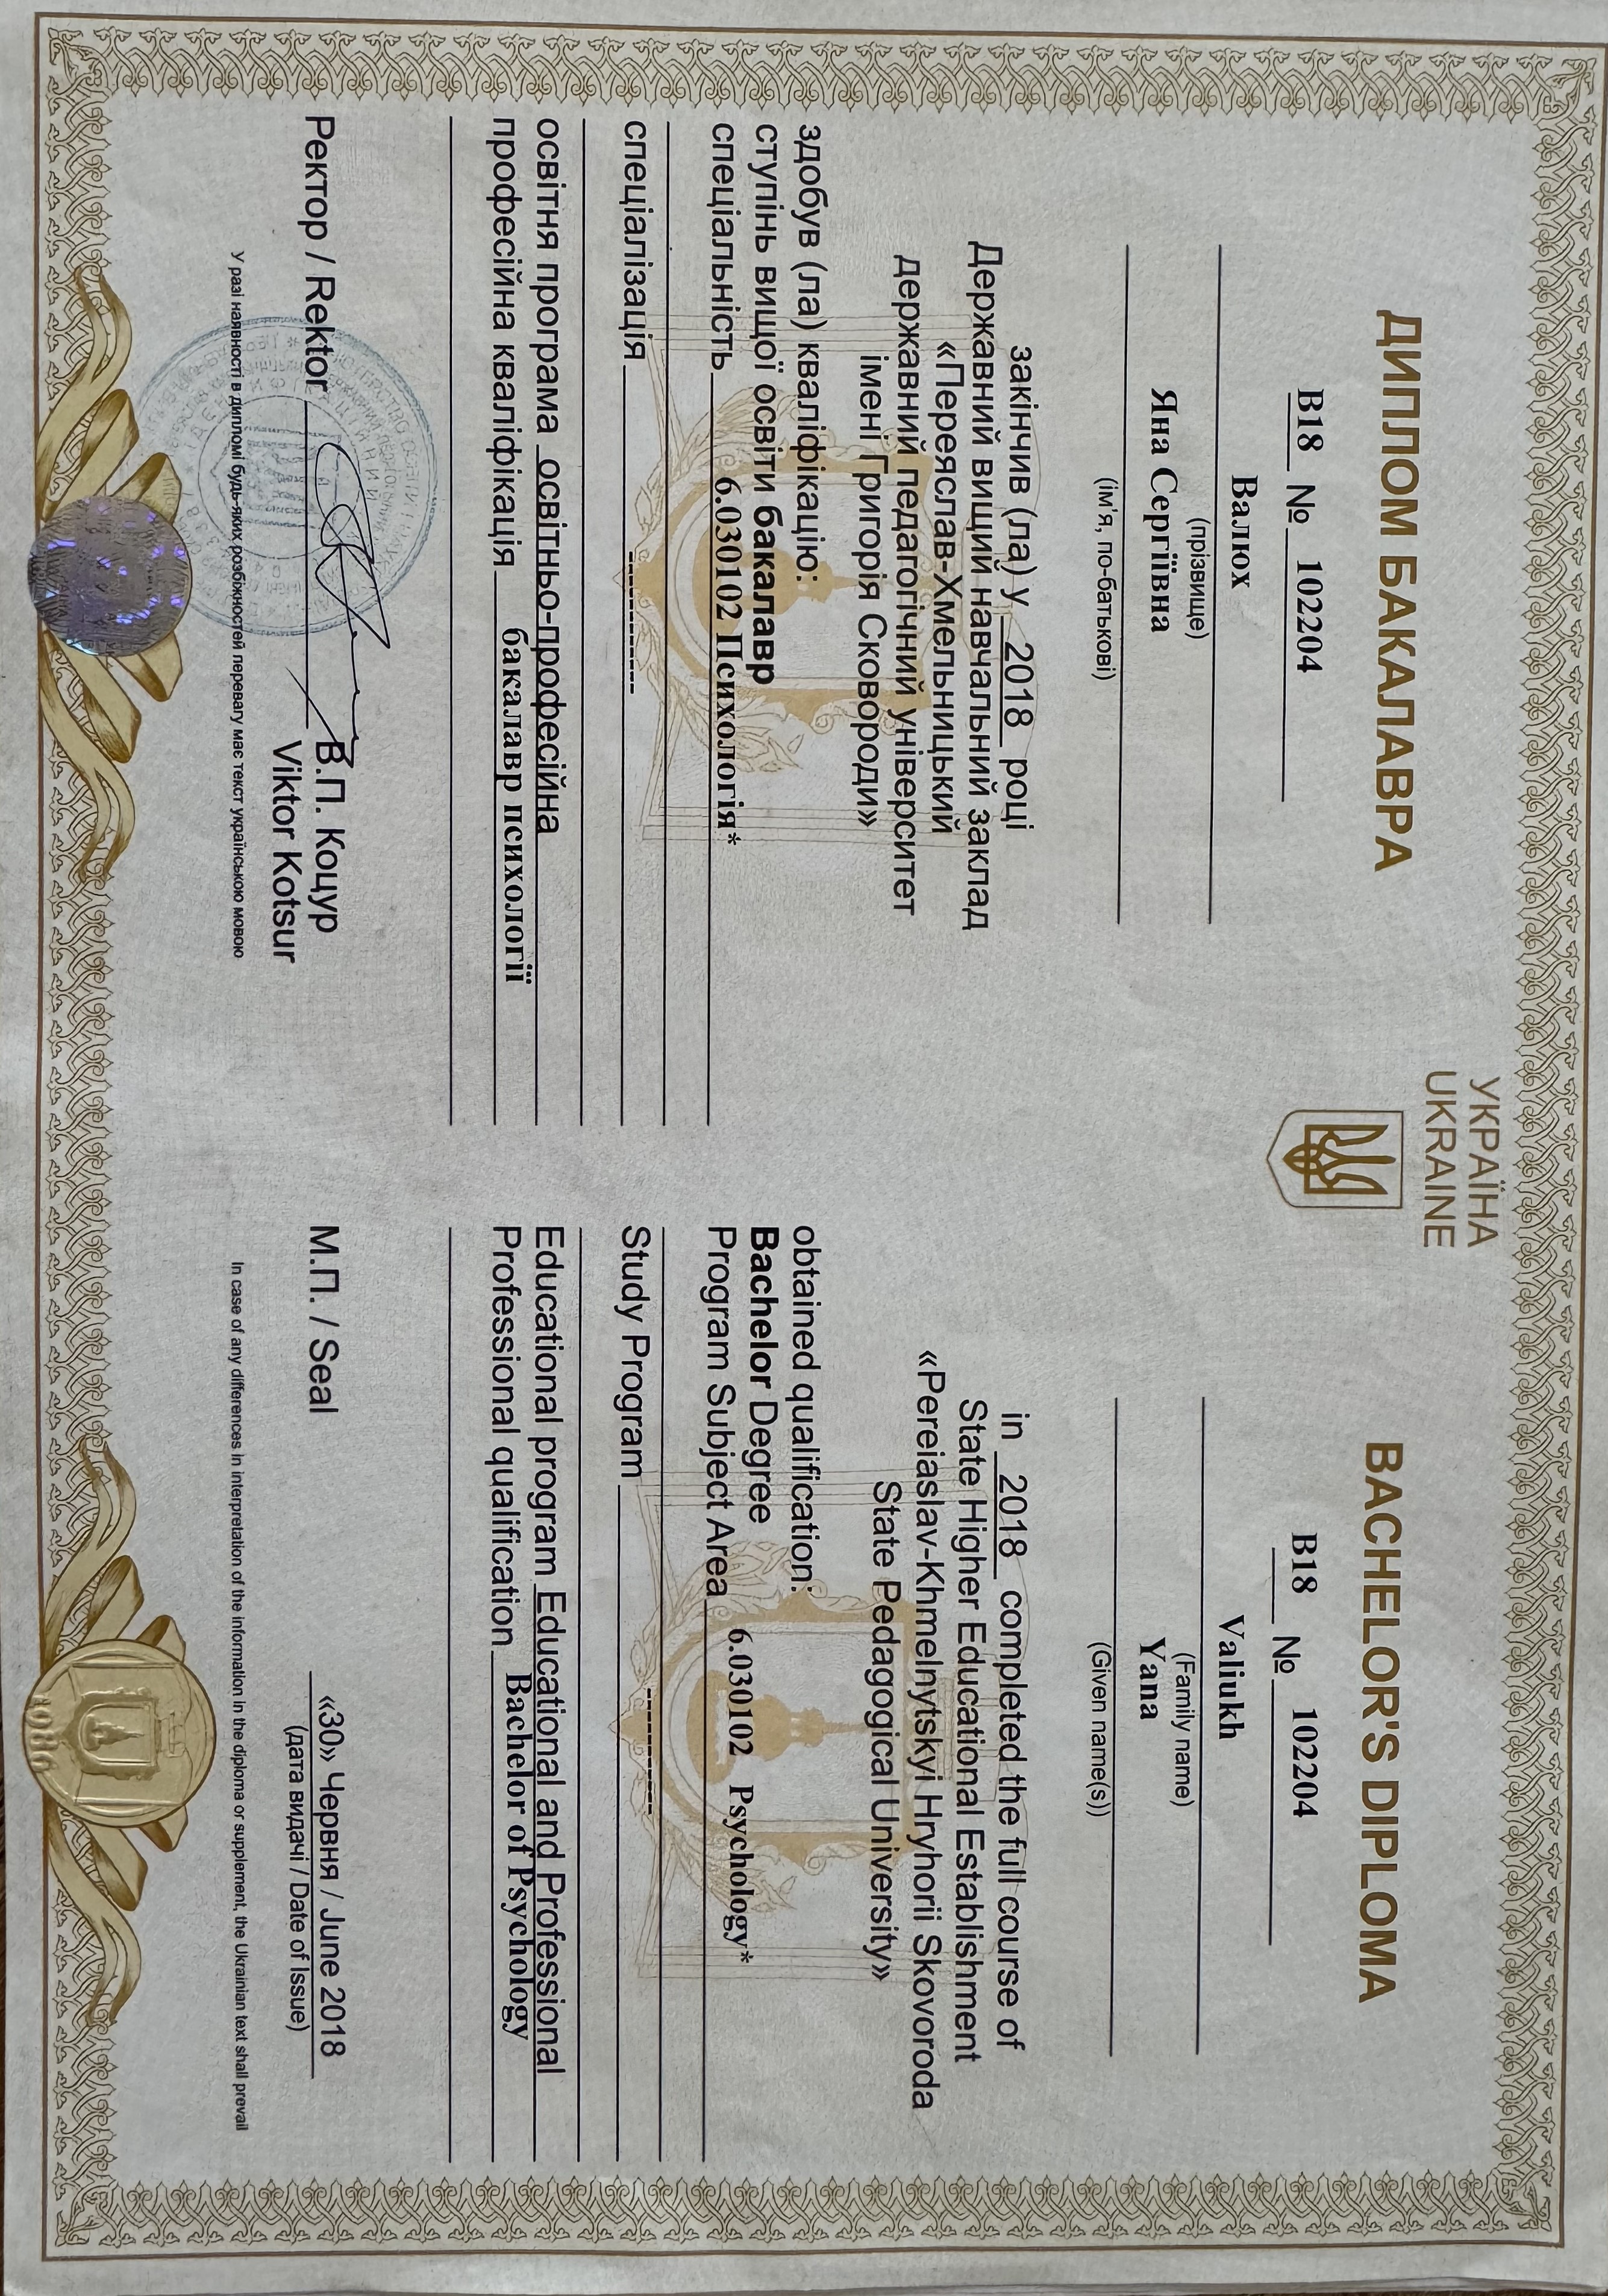 УКРАЇНА
UKRAINE
ДИПЛОМ БАКАЛАВРА
В18 № 102204
Валюх
(прізвище)
Яна Сергіївна
(ім'я, по-батькові)
закінчив (ла) у 2018 році
Державний вищий навчальний заклад
«Переяслав-Хмельницький
державний педагогічний університет
імені Григорія Сковороди»
здобув (ла) кваліфікацію:
ступінь вищої освіти бакалавр
спеціальність 6.030102 Психологія*
спеціалізація ------------
освітня програма освітньо-професійна
професійна кваліфікація бакалавр психології
Ректор / Rektor В.П. Коцур
Viktor Kotsur
У разі наявності в дипломі будь-яких розбіжностей перевагу має текст українською мовою
BACHELOR'S DIPLOMA
B18 № 102204
Valiukh
(Family name)
Yana
(Given name(s))
in 2018 completed the full course of
State Higher Educational Establishment
«Pereiaslav-Khmelnytskyi Hryhorii Skovoroda
State Pedagogical University»
obtained qualification:
Bachelor Degree
Program Subject Area 6.030102 Psychology*
Study Program ----------
Educational program Educational and Professional
Professional qualification Bachelor of Psychology
М.П. / Seal
«30» Червня / June 2018
(дата видачі / Date of Issue)
In case of any differences in interpretation of the information in the diploma or supplement, the Ukrainian text shall prevail
1986